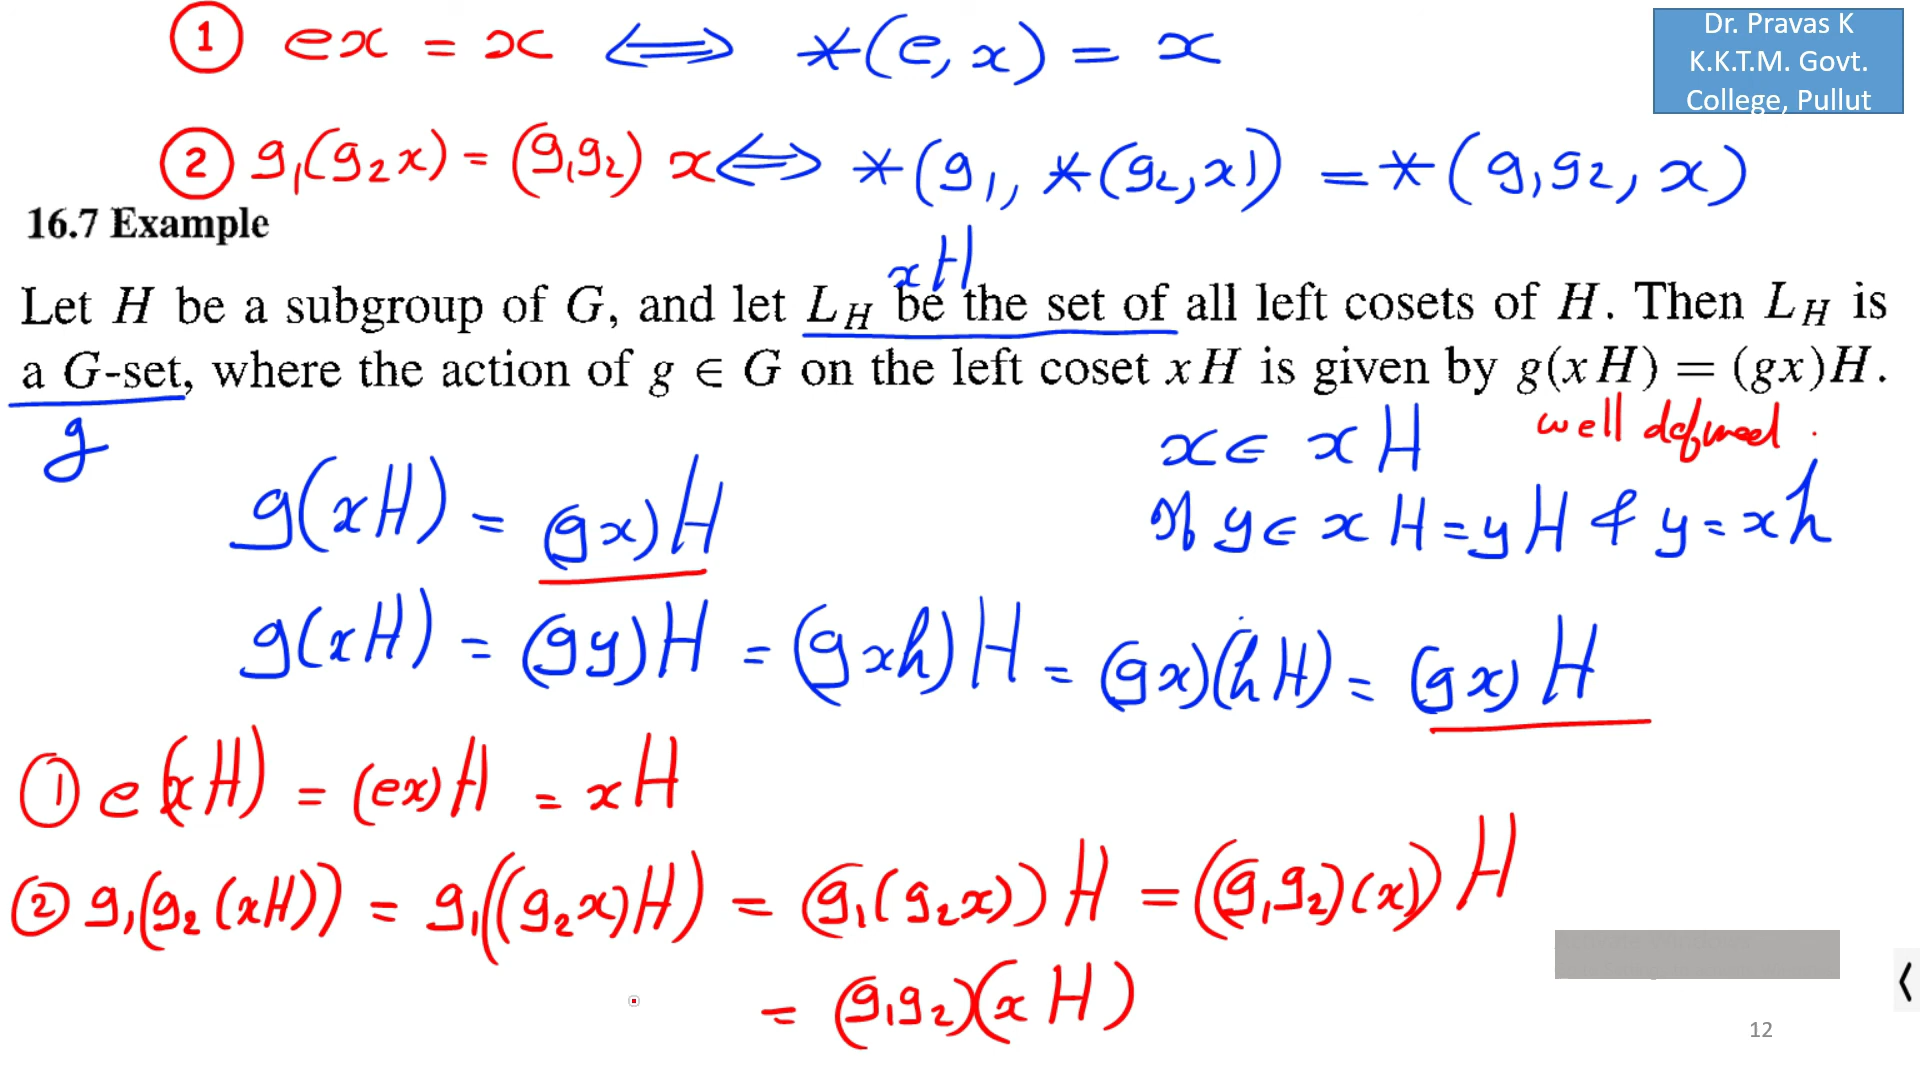 ① ex = x ⟺ *(e, x) = x
Dr. Pravas K
K.K.T.M. Govt.
College, Pullut
② g₁(g₂x) = (g₁g₂) x ⟺ *(g₁, *(g₂, x)) = *(g₁g₂, x)
16.7 Example
xH
Let H be a subgroup of G, and let L_H be the set of all left cosets of H. Then L_H is
a G-set, where the action of g ∈ G on the left coset xH is given by g(xH) = (gx)H.
g
x ∈ xH
well defined.
g(xH) = (gx)H
If y ∈ xH = yH & y = xh
g(xH) = (gy)H = (gxh)H = (gx)(hH) = (gx)H
① e(xH) = (ex)H = xH
② g₁(g₂(xH)) = g₁((g₂x)H) = (g₁(g₂x))H = ((g₁g₂)(x))H
= (g₁g₂)(xH)
12